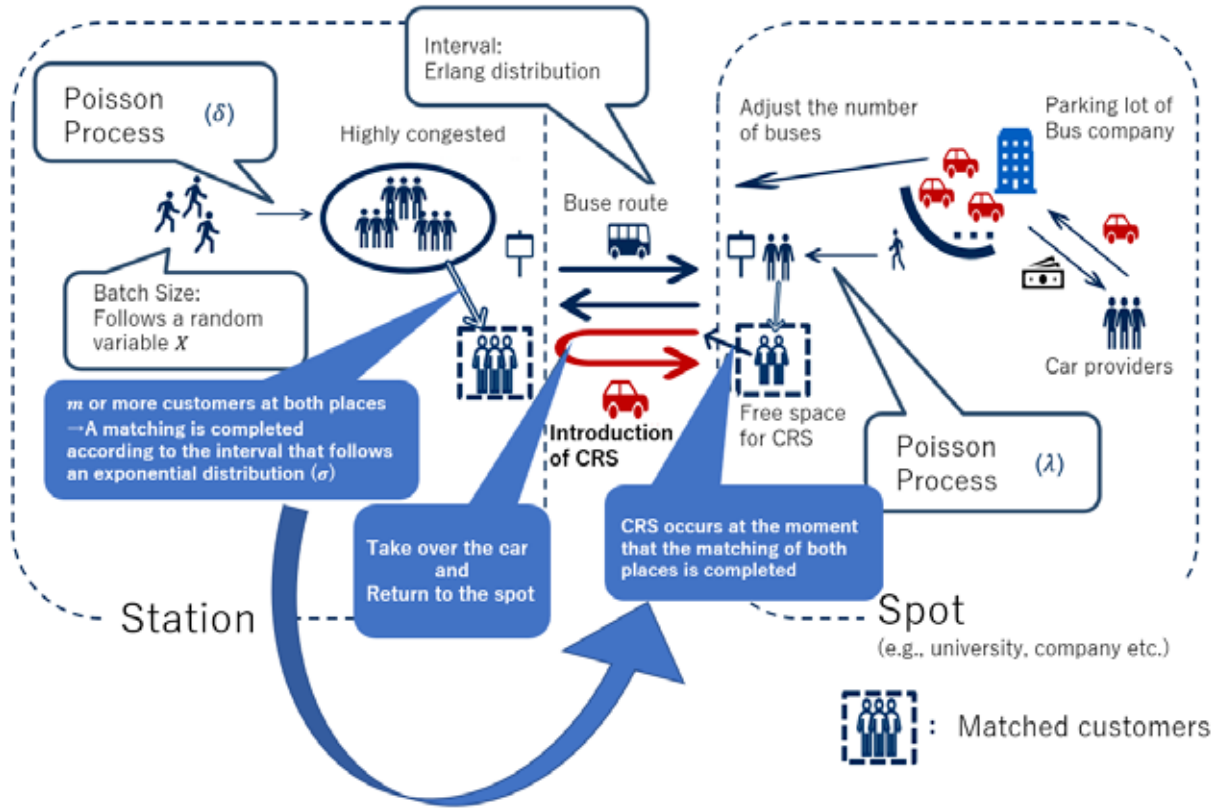 Interval:
Erlang distribution
Poisson
Process (δ)
Highly congested
Adjust the number
of buses
Parking lot of
Bus company
Buse route
Batch Size:
Follows a random
variable X
Car providers
m or more customers at both places
→A matching is completed
according to the interval that follows
an exponential distribution (σ)
Introduction
of CRS
Free space
for CRS
Poisson
Process (λ)
Take over the car
and
Return to the spot
CRS occurs at the moment
that the matching of both
places is completed
Station
Spot
(e.g., university, company etc.)
: Matched customers